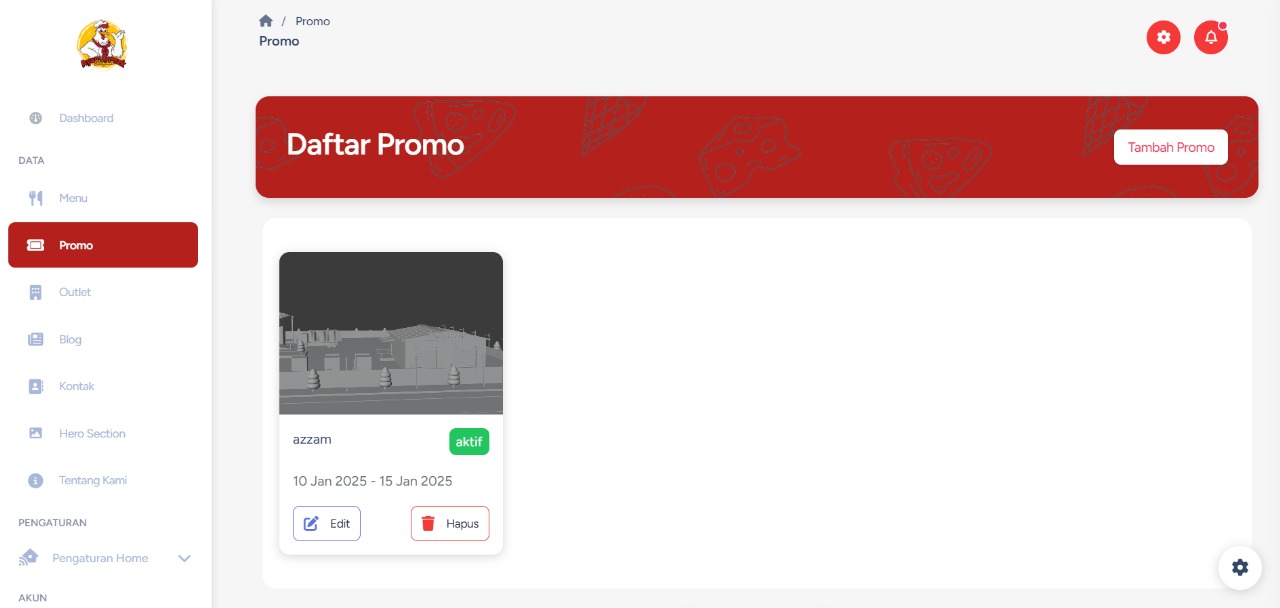 / Promo
Promo
Dashboard
DATA
Menu
Promo
Outlet
Blog
Kontak
Hero Section
Tentang Kami
PENGATURAN
Pengaturan Home
AKUN
Daftar Promo
Tambah Promo
azzam
aktif
10 Jan 2025 - 15 Jan 2025
Edit
Hapus